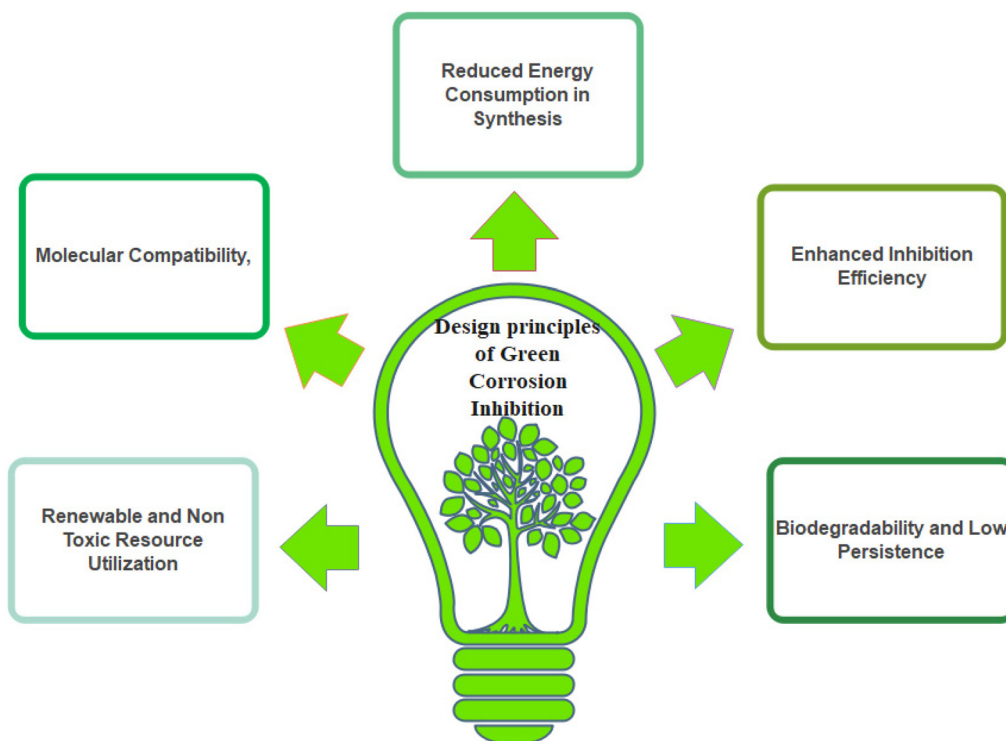 Reduced Energy
Consumption in
Synthesis
Molecular Compatibility,
Enhanced Inhibition
Efficiency
Design principles
of Green
Corrosion
Inhibition
Renewable and Non
Toxic Resource
Utilization
Biodegradability and Low
Persistence